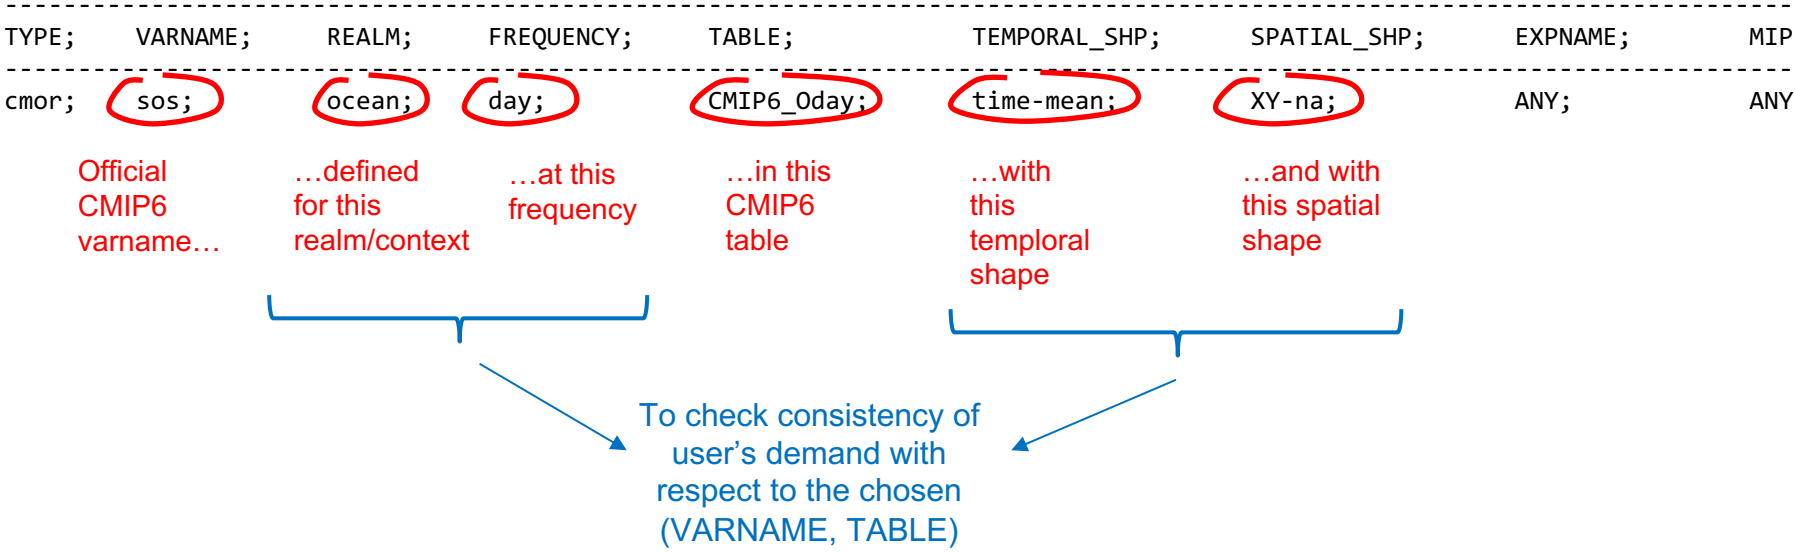 TYPE; VARNAME; REALM; FREQUENCY; TABLE; TEMPORAL_SHP; SPATIAL_SHP; EXPNAME; MIP
cmor; sos; ocean; day; CMIP6_Oday; time-mean; XY-na; ANY; ANY
Official
CMIP6
varname…
…defined
for this
realm/context
…at this
frequency
…in this
CMIP6
table
…with
this
temploral
shape
…and with
this spatial
shape
To check consistency of
user’s demand with
respect to the chosen
(VARNAME, TABLE)